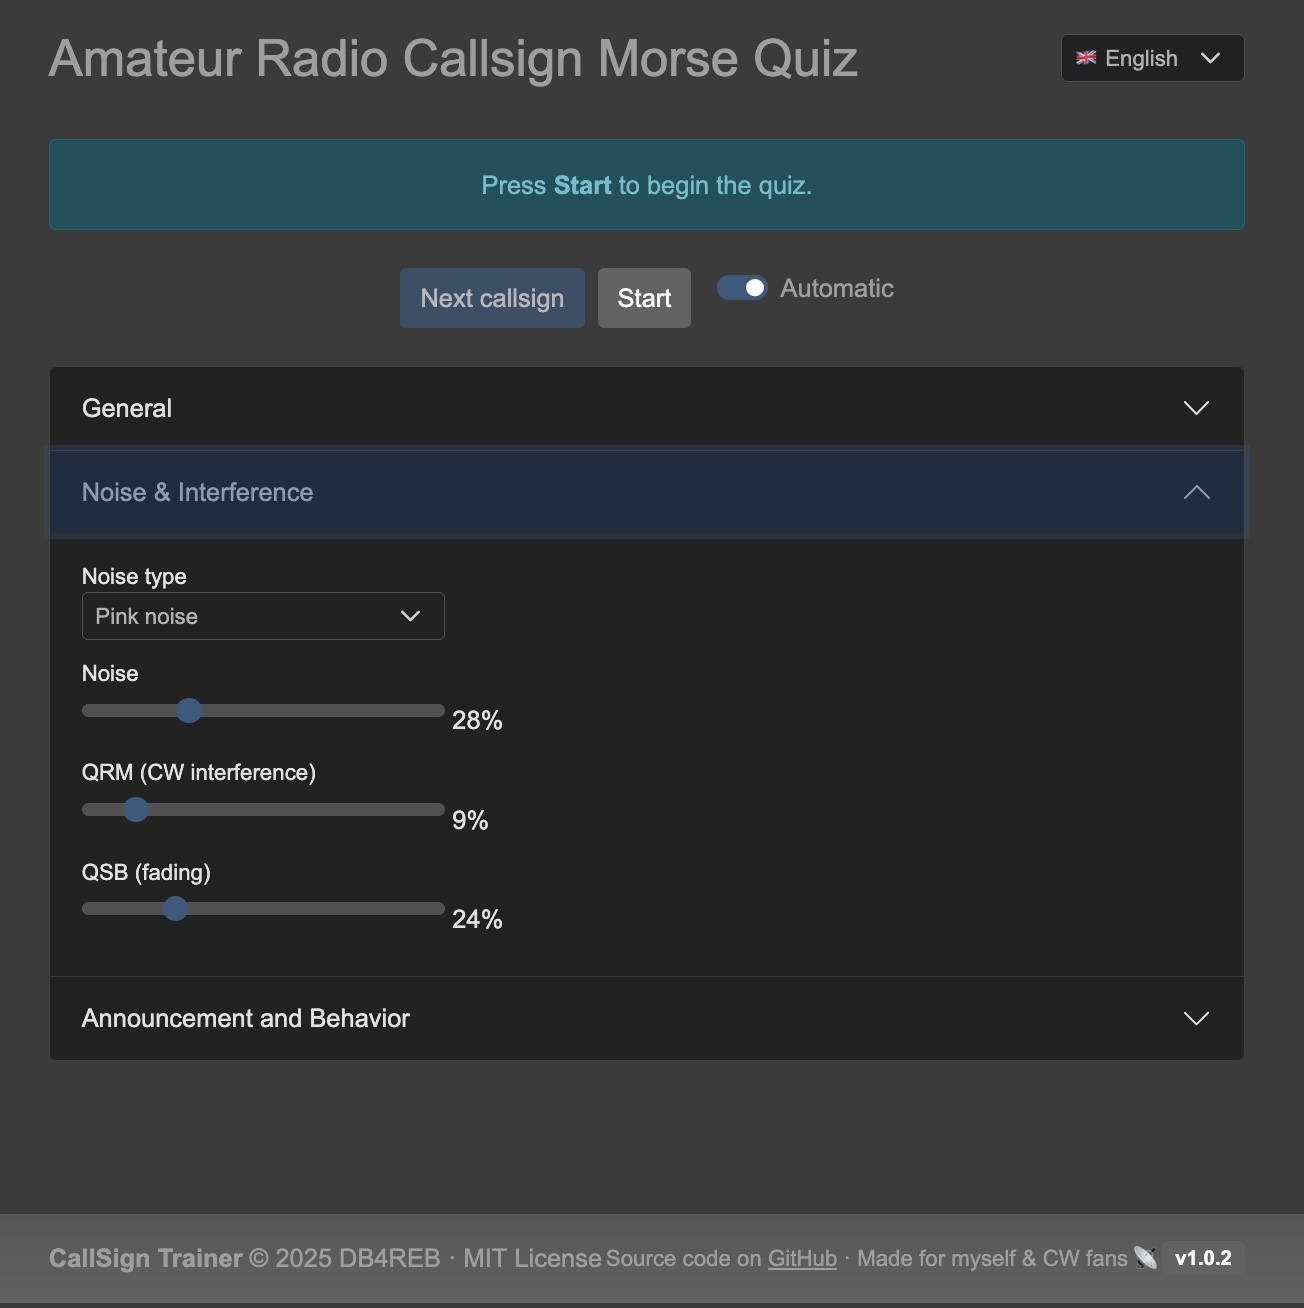 Amateur Radio Callsign Morse Quiz
English
Press Start to begin the quiz.
Next callsign
Start
Automatic
General
Noise & Interference
Noise type
Pink noise
Noise
28%
QRM (CW interference)
9%
QSB (fading)
24%
Announcement and Behavior
CallSign Trainer © 2025 DB4REB · MIT License Source code on GitHub · Made for myself & CW fans 📡 v1.0.2